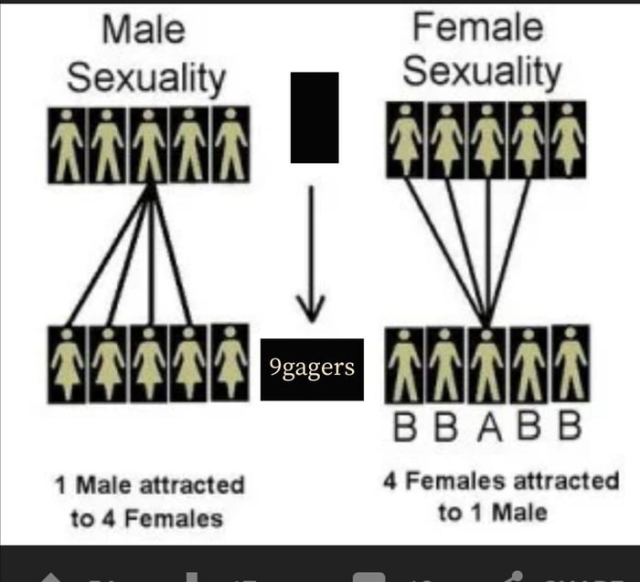 Male
Sexuality
Female
Sexuality
9gagers
B B A B B
1 Male attracted
to 4 Females
4 Females attracted
to 1 Male